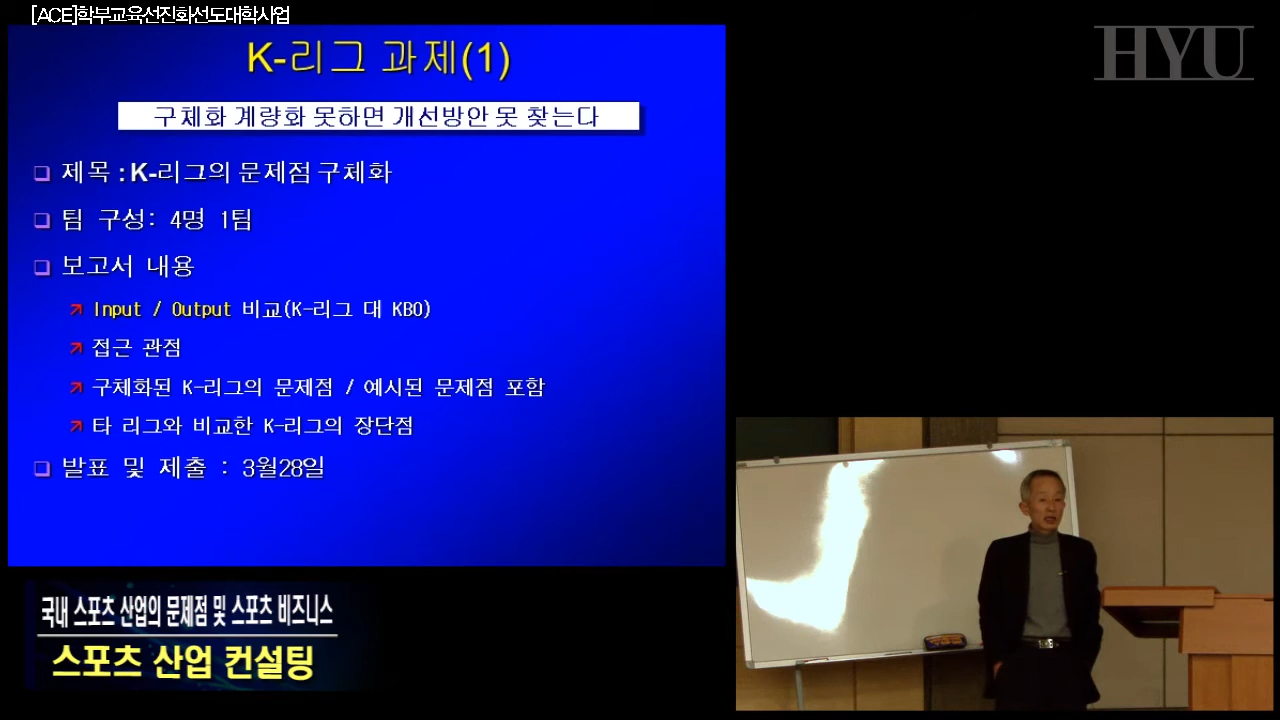 [ACE]학부교육선진화선도대학사업
HYU
K-리그 과제(1)
구체화 계량화 못하면 개선방안 못 찾는다
❑ 제목 : K-리그의 문제점 구체화
❑ 팀 구성: 4명 1팀
❑ 보고서 내용
Input / Output 비교(K-리그 대 KBO)
접근 관점
구체화된 K-리그의 문제점 / 예시된 문제점 포함
타 리그와 비교한 K-리그의 장단점
❑ 발표 및 제출 : 3월28일
국내 스포츠 산업의 문제점 및 스포츠 비즈니스
스포츠 산업 컨설팅